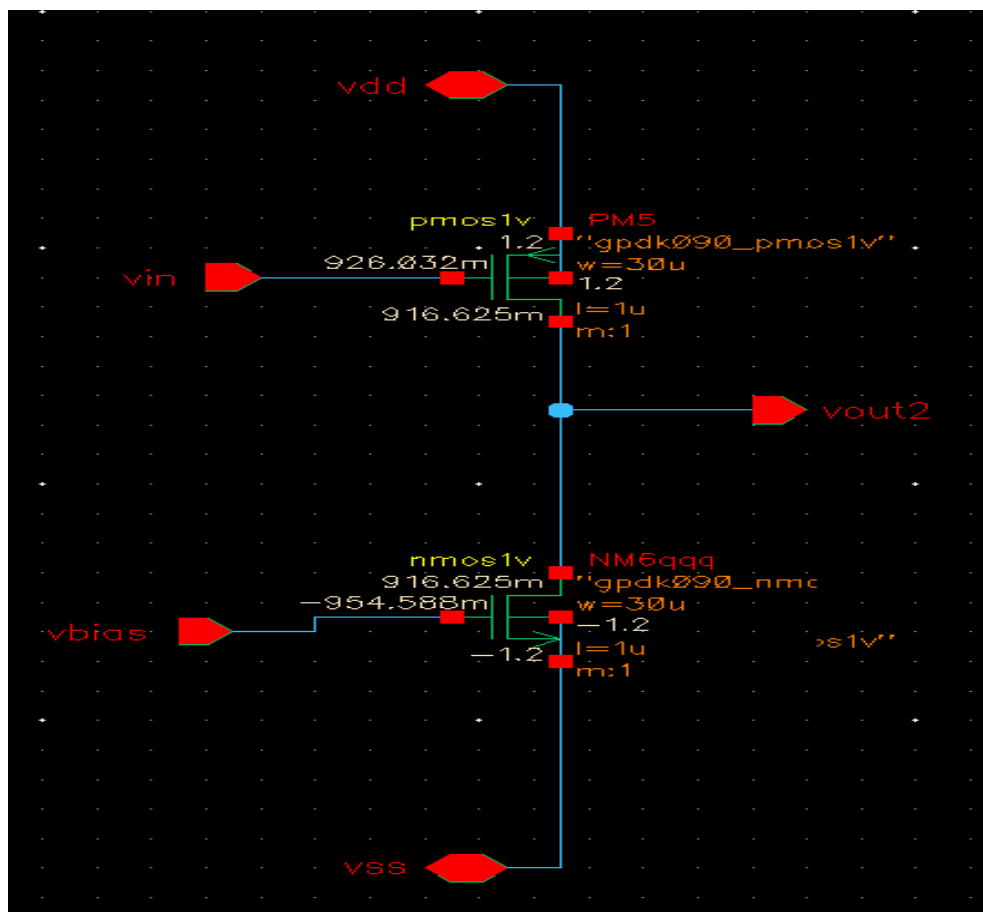 vdd
pmos1v PM5
1.2 "gpdk090_pmos1v"
926.032m w=30u
vin 1.2
916.625m l=1u
m:1
vout2
nmos1v NM6qqq
916.625m "gpdk090_nmo
-954.588m w=30u
vbias -1.2
-1.2 l=1u
m:1
os1v"
vss